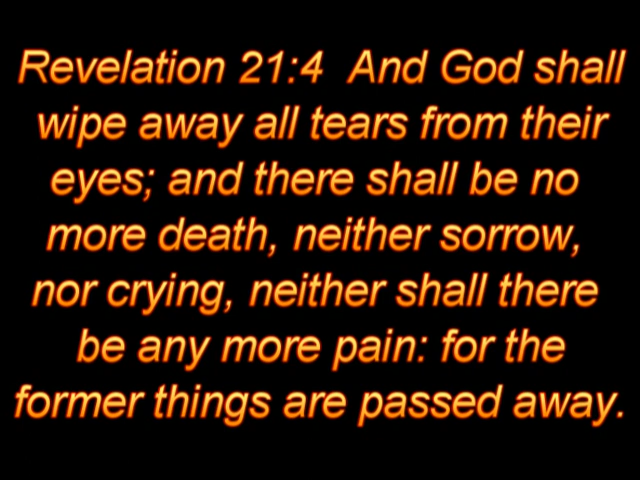 Revelation 21:4 And God shall
wipe away all tears from their
eyes; and there shall be no
more death, neither sorrow,
nor crying, neither shall there
be any more pain: for the
former things are passed away.